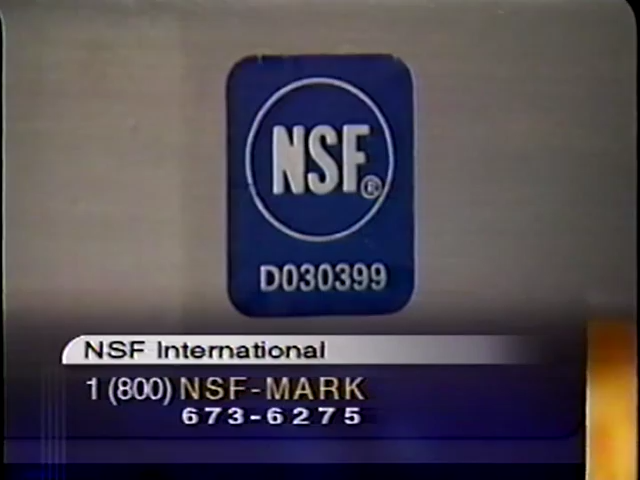 NSF®
D030399
NSF International
1 (800) NSF-MARK
673-6275